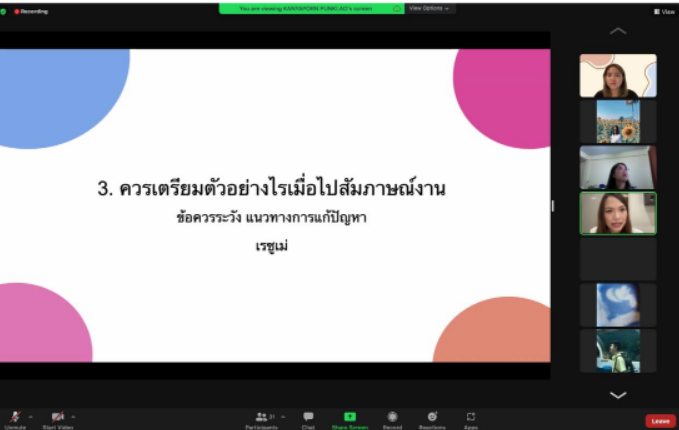 Recording
You are viewing KANYAPORN PUNKLAD's screen
View Options
View
3. ควรเตรียมตัวอย่างไรเมื่อไปสัมภาษณ์งาน
ข้อควรระวัง แนวทางการแก้ปัญหา
เรซูเม่
Unmute
Start Video
Participants
31
Chat
Share Screen
Record
Reactions
Apps
Leave